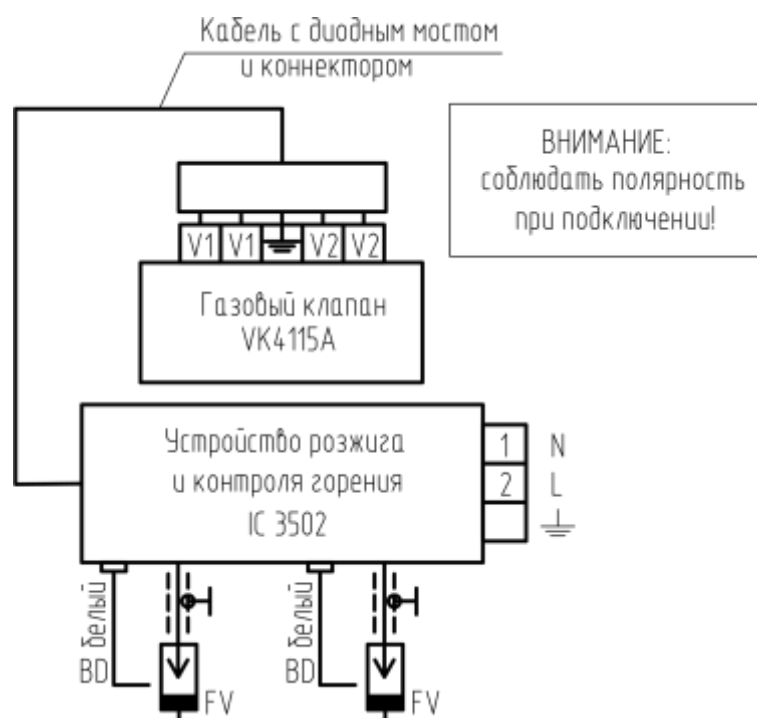 Кабель с диодным мостом
и коннектором
ВНИМАНИЕ:
соблюдать полярность
при подключении!
V1 V1 V2 V2
Газовый клапан
VK4115A
Устройство розжига
и контроля горения
IC 3502
1 N
2 L
белый белый
BD BD
FV FV